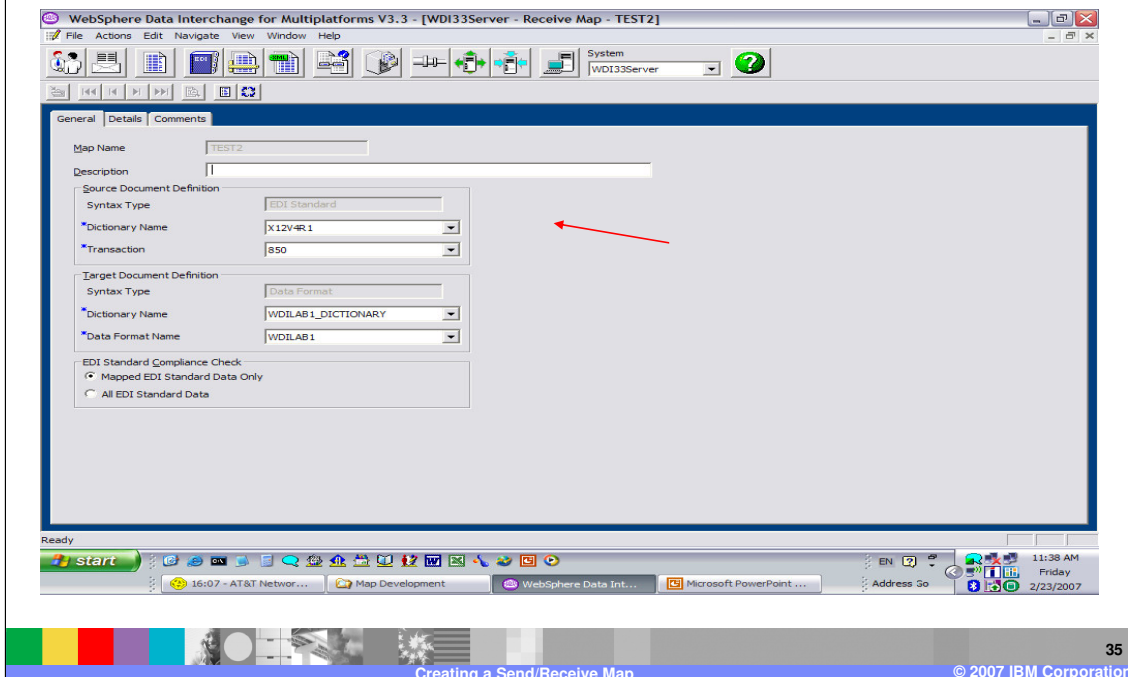 WebSphere Data Interchange for Multiplatforms V3.3 - [WDI33Server - Receive Map - TEST2]
File Actions Edit Navigate View Window Help
EDI
System
WDI33Server
General Details Comments
Map Name TEST2
Description
Source Document Definition
Syntax Type EDI Standard
*Dictionary Name X12V4R1
*Transaction 850
Target Document Definition
Syntax Type Data Format
*Dictionary Name WDILAB1_DICTIONARY
*Data Format Name WDILAB1
EDI Standard Compliance Check
Mapped EDI Standard Data Only
All EDI Standard Data
Ready
start EN 11:38 AM
16:07 - AT&T Networ... Map Development WebSphere Data Int... Microsoft PowerPoint ... Address Go Friday
2/23/2007
35
Creating a Send/Receive Map © 2007 IBM Corporation